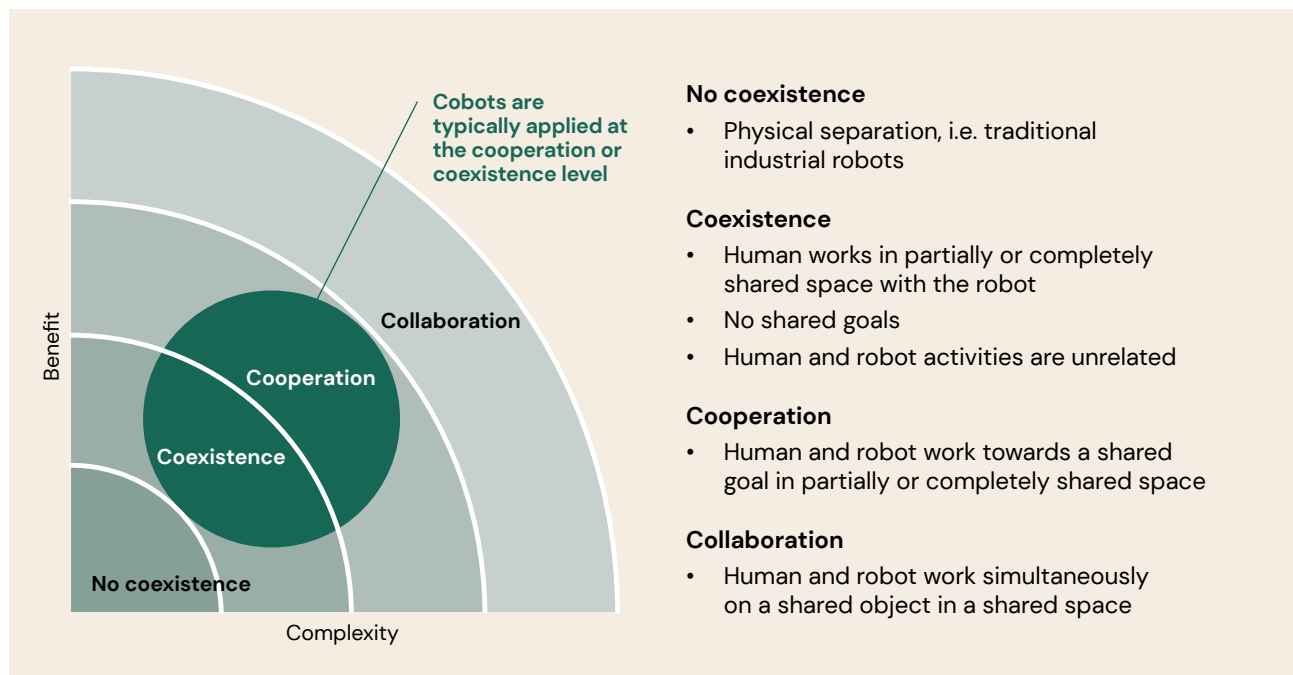 Cobots are
typically applied at
the cooperation or
coexistence level
Collaboration
Cooperation
Coexistence
No coexistence
Benefit
Complexity
No coexistence
• Physical separation, i.e. traditional
industrial robots
Coexistence
• Human works in partially or completely
shared space with the robot
• No shared goals
• Human and robot activities are unrelated
Cooperation
• Human and robot work towards a shared
goal in partially or completely shared space
Collaboration
• Human and robot work simultaneously
on a shared object in a shared space